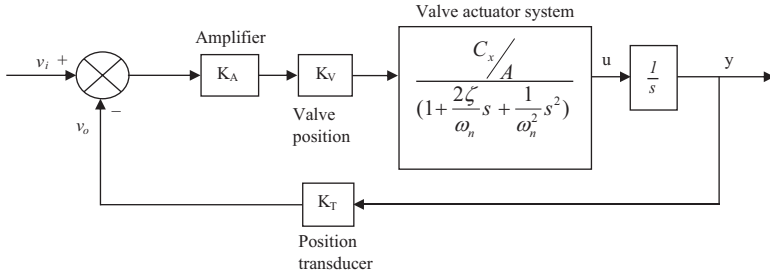 Valve actuator system
Amplifier
v_i +
K_A
K_V
C_x/A
(1+ 2ζ/ω_n s + 1/ω_n^2 s^2)
u
1/s
y
−
v_o
Valve
position
K_T
Position
transducer